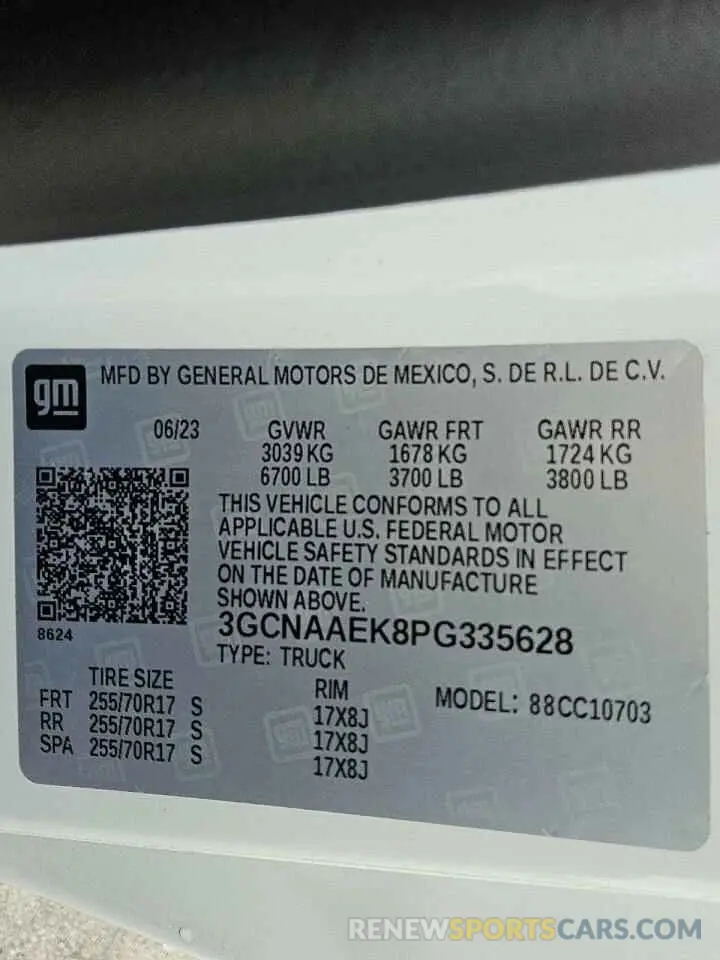 gm
MFD BY GENERAL MOTORS DE MEXICO, S. DE R.L. DE C.V.
06/23 GVWR GAWR FRT GAWR RR
3039 KG 1678 KG 1724 KG
6700 LB 3700 LB 3800 LB
THIS VEHICLE CONFORMS TO ALL
APPLICABLE U.S. FEDERAL MOTOR
VEHICLE SAFETY STANDARDS IN EFFECT
ON THE DATE OF MANUFACTURE
SHOWN ABOVE.
8624
3GCNAAEK8PG335628
TYPE: TRUCK
TIRE SIZE RIM MODEL: 88CC10703
FRT 255/70R17 S 17X8J
RR 255/70R17 S 17X8J
SPA 255/70R17 S 17X8J
RENEWSPORTSCARS.COM